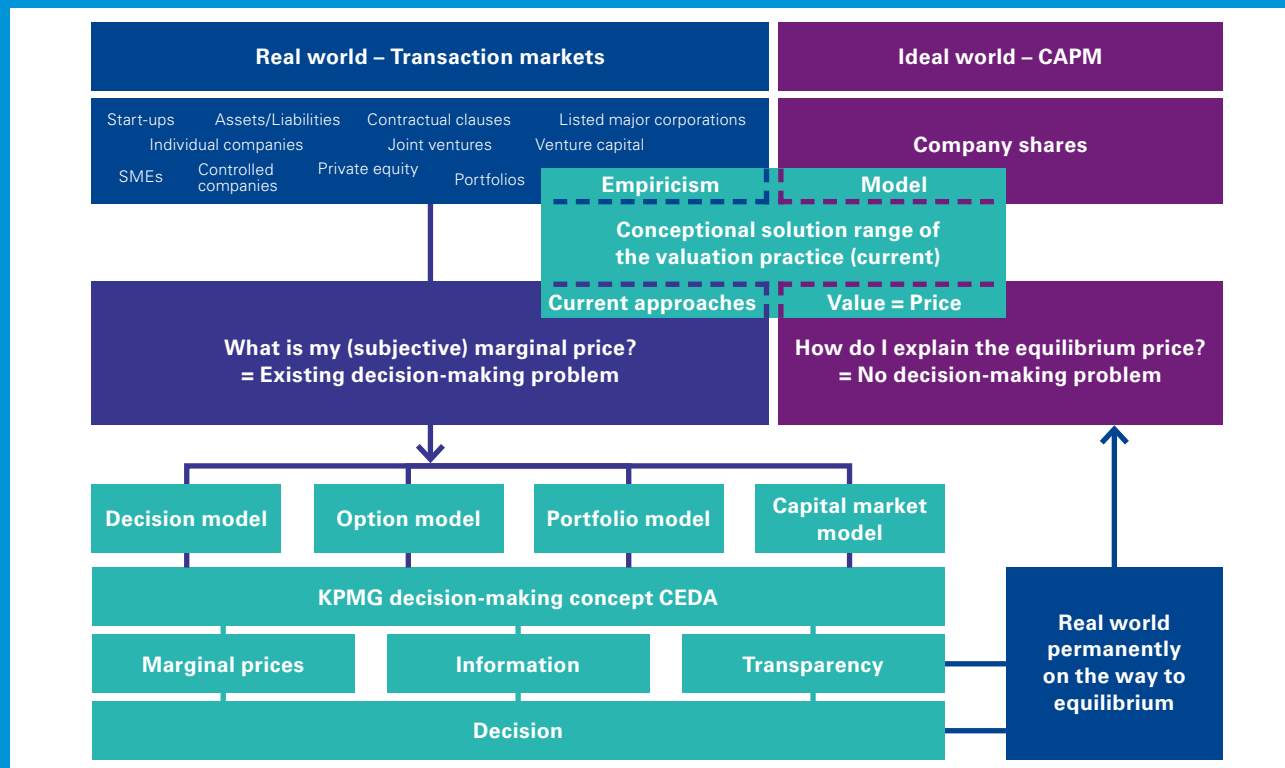 Real world – Transaction markets
Ideal world – CAPM
Start-ups Assets/Liabilities Contractual clauses Listed major corporations
Individual companies Joint ventures Venture capital
SMEs Controlled companies Private equity Portfolios
Company shares
Empiricism Model
Conceptional solution range of
the valuation practice (current)
Current approaches Value = Price
What is my (subjective) marginal price?
= Existing decision-making problem
How do I explain the equilibrium price?
= No decision-making problem
Decision model
Option model
Portfolio model
Capital market
model
KPMG decision-making concept CEDA
Marginal prices
Information
Transparency
Decision
Real world
permanently
on the way to
equilibrium